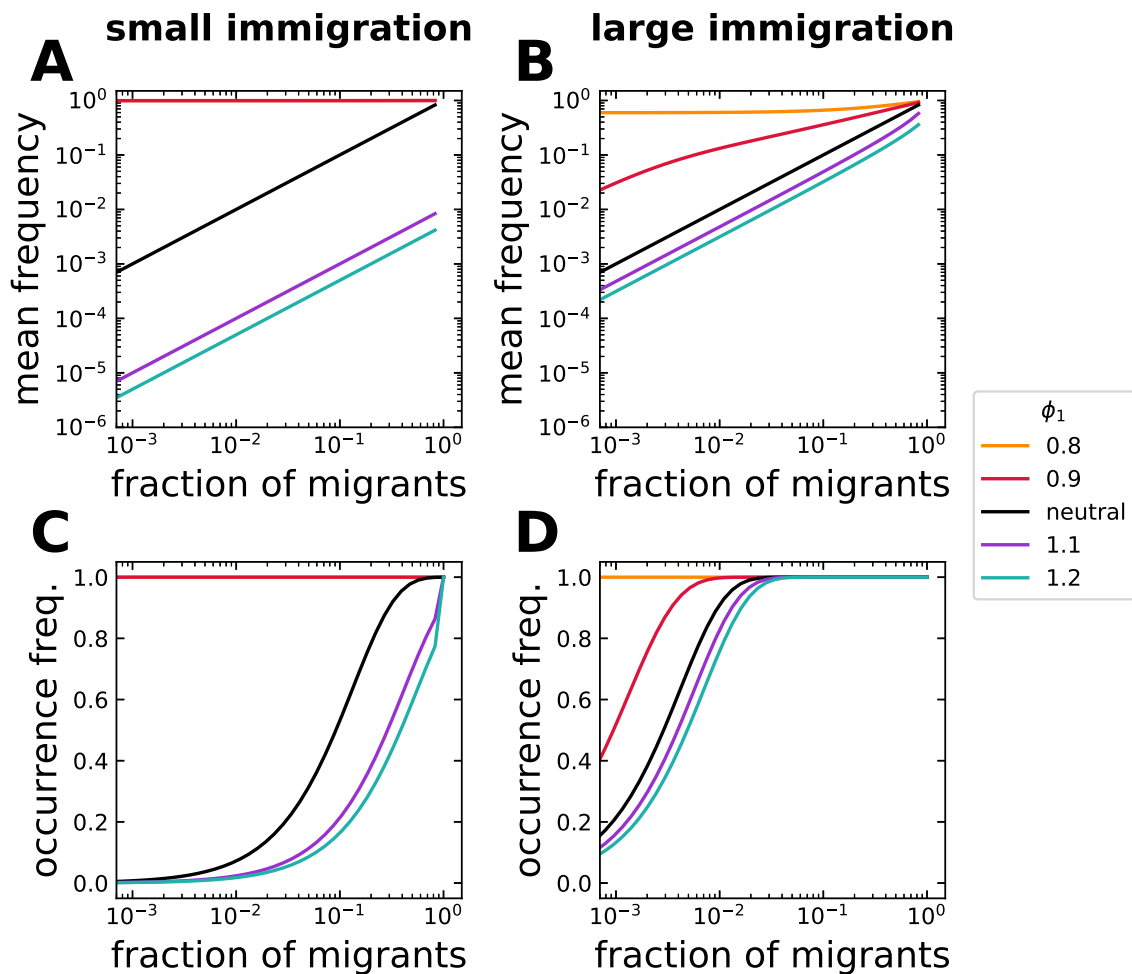 small immigration
large immigration
A
B
mean frequency
10^0
10^-1
10^-2
10^-3
10^-4
10^-5
10^-6
10^-3
10^-2
10^-1
10^0
fraction of migrants
mean frequency
10^0
10^-1
10^-2
10^-3
10^-4
10^-5
10^-6
10^-3
10^-2
10^-1
10^0
fraction of migrants
ϕ_1
0.8
0.9
neutral
1.1
1.2
C
D
occurrence freq.
1.0
0.8
0.6
0.4
0.2
0.0
10^-3
10^-2
10^-1
10^0
fraction of migrants
occurrence freq.
1.0
0.8
0.6
0.4
0.2
0.0
10^-3
10^-2
10^-1
10^0
fraction of migrants